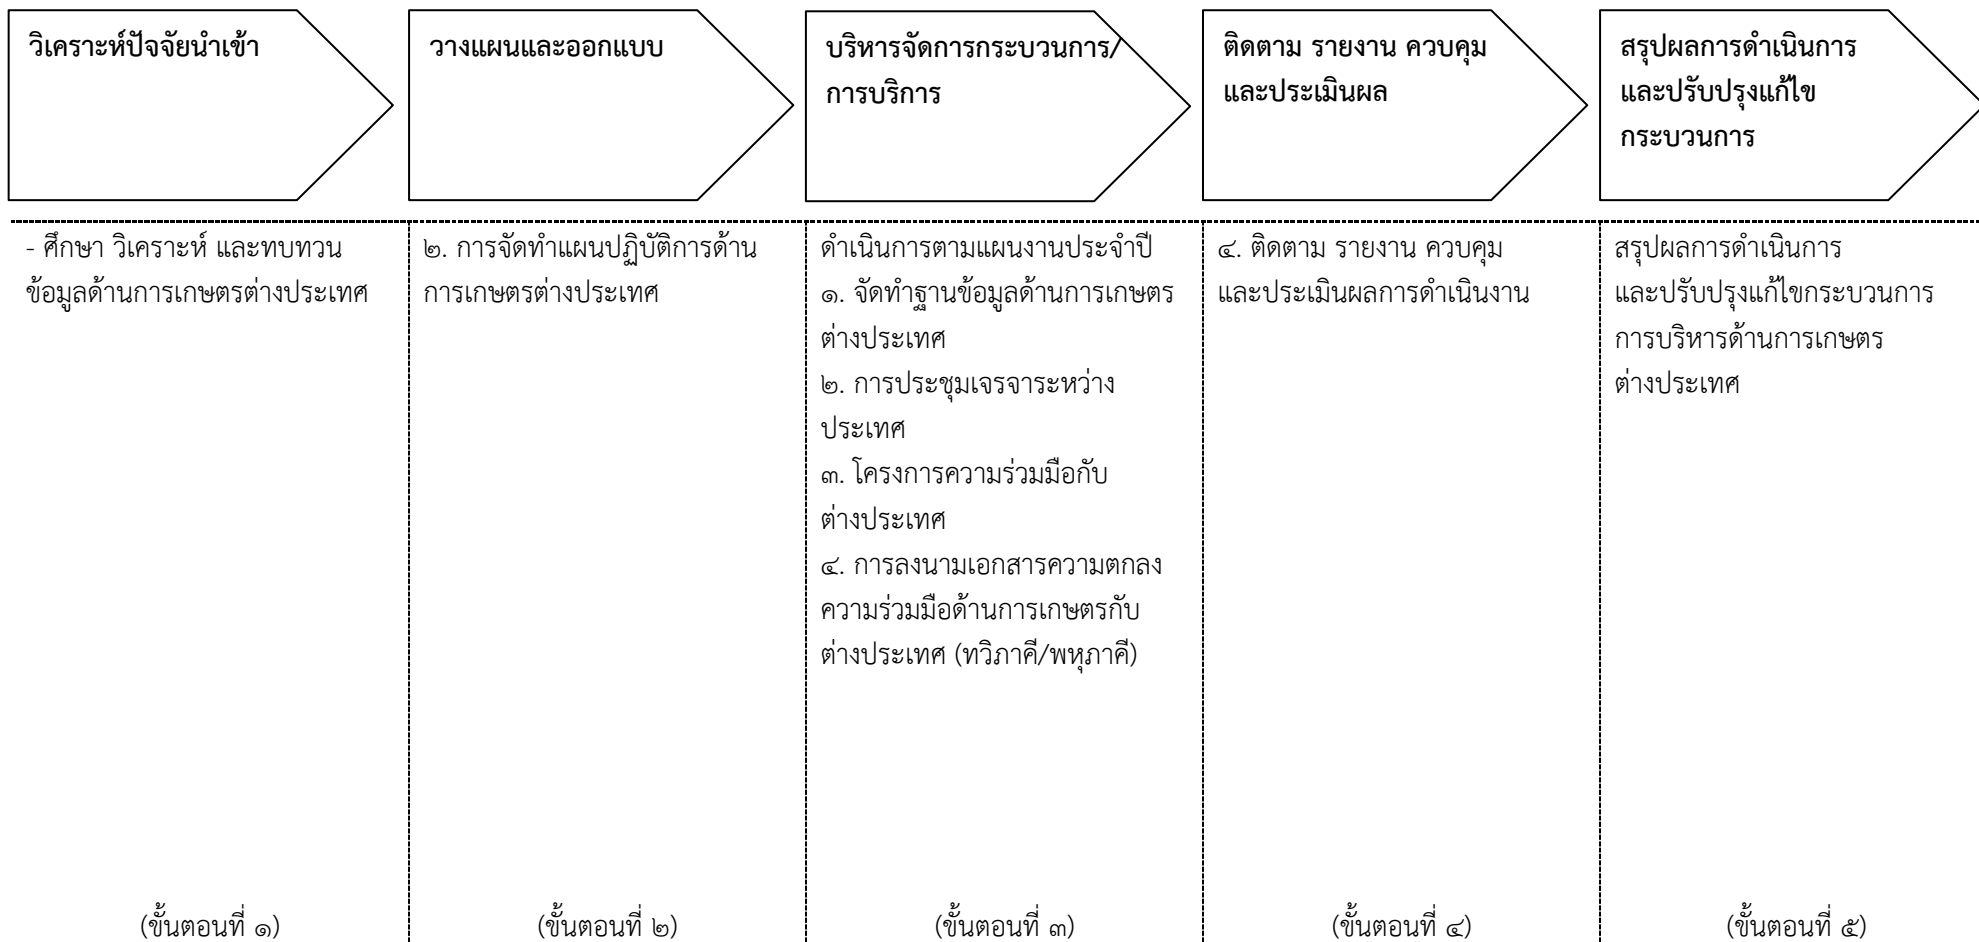 วิเคราะห์ปัจจัยนำเข้า
วางแผนและออกแบบ
บริหารจัดการกระบวนการ/
การบริการ
ติดตาม รายงาน ควบคุม
และประเมินผล
สรุปผลการดำเนินการ
และปรับปรุงแก้ไข
กระบวนการ
- ศึกษา วิเคราะห์ และทบทวน
ข้อมูลด้านการเกษตรต่างประเทศ
(ขั้นตอนที่ ๑)
๒. การจัดทำแผนปฏิบัติการด้าน
การเกษตรต่างประเทศ
(ขั้นตอนที่ ๒)
ดำเนินการตามแผนงานประจำปี
๑. จัดทำฐานข้อมูลด้านการเกษตร
ต่างประเทศ
๒. การประชุมเจรจาระหว่าง
ประเทศ
๓. โครงการความร่วมมือกับ
ต่างประเทศ
๔. การลงนามเอกสารความตกลง
ความร่วมมือด้านการเกษตรกับ
ต่างประเทศ (ทวิภาคี/พหุภาคี)
(ขั้นตอนที่ ๓)
๔. ติดตาม รายงาน ควบคุม
และประเมินผลการดำเนินงาน
(ขั้นตอนที่ ๔)
สรุปผลการดำเนินการ
และปรับปรุงแก้ไขกระบวนการ
การบริหารด้านการเกษตร
ต่างประเทศ
(ขั้นตอนที่ ๕)